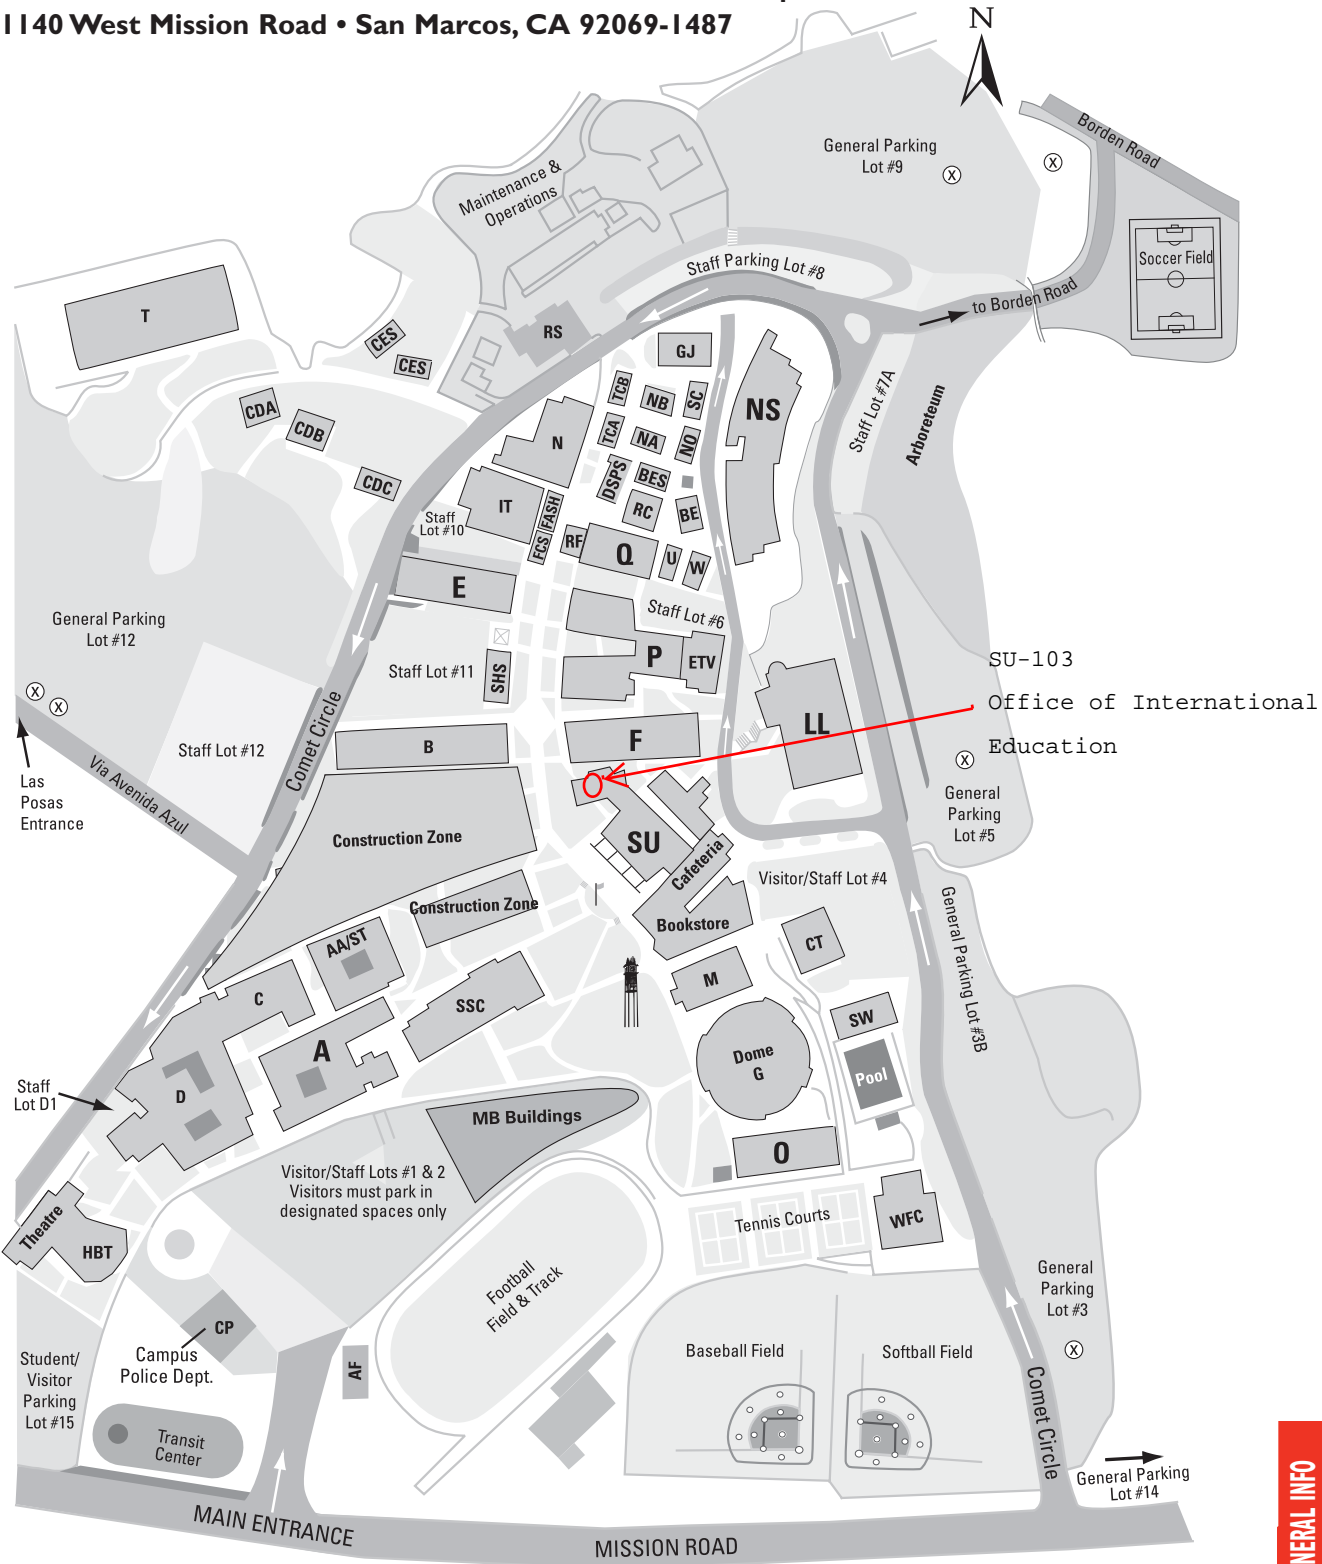 1140 West Mission Road • San Marcos, CA 92069-1487
N
Borden Road
General Parking
Lot #9
X
X
Maintenance &
Operations
Soccer Field
Staff Parking Lot #8
to Borden Road
T
CES
CES
RS
GJ
TCB
NB
SC
NS
Staff Lot #7A
Arboreteum
CDA
CDB
CDC
N
TCA
NA
NO
DSPS
BES
RC
BE
IT
FASH
FCS
RF
Q
U
W
Staff
Lot #10
E
Staff Lot #6
General Parking
Lot #12
X
X
Staff Lot #11
SHS
P
ETV
SU-103
Office of International
Education
LL
F
B
Comet Circle
Staff Lot #12
Via Avenida Azul
Las
Posas
Entrance
X
General
Parking
Lot #5
Construction Zone
SU
Cafeteria
Visitor/Staff Lot #4
Construction Zone
Bookstore
General Parking Lot #3B
AA/ST
CT
M
C
SSC
SW
A
Dome
G
Pool
Staff
Lot D1
D
MB Buildings
O
Visitor/Staff Lots #1 & 2
Visitors must park in
designated spaces only
Theatre
HBT
Tennis Courts
WFC
Football
Field & Track
General
Parking
Lot #3
X
CP
Campus
Police Dept.
AF
Baseball Field
Softball Field
Student/
Visitor
Parking
Lot #15
Transit
Center
Comet Circle
General Parking
Lot #14
MAIN ENTRANCE
MISSION ROAD
INFO